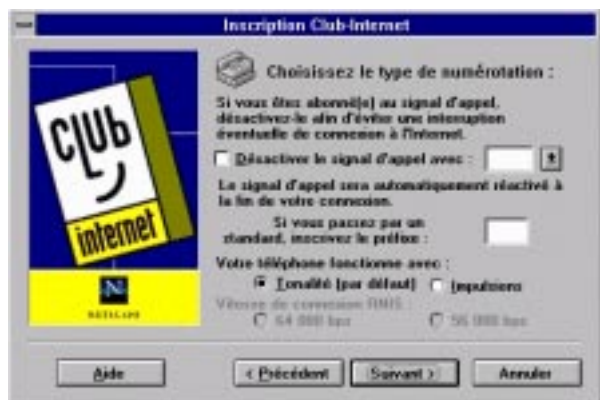 Inscription Club-Internet
CLUb
internet
NETSCAPE
Choisissez le type de numérotation :
Si vous êtes abonné(e) au signal d'appel,
désactivez-le afin d'éviter une interruption
éventuelle de connexion à l'Internet.
Désactiver le signal d'appel avec :
Le signal d'appel sera automatiquement réactivé à
la fin de votre connexion.
Si vous passez par un
standard, inscrivez le préfixe :
Votre téléphone fonctionne avec :
Tonalité (par défaut) Impulsions
Vitesse de connexion RNIS :
64 000 bps 56 000 bps
Aide < Précédent Suivant > Annuler